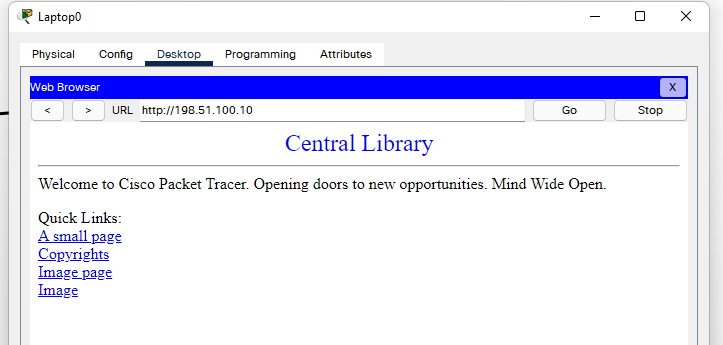 Laptop0
Physical Config Desktop Programming Attributes
Web Browser X
< > URL http://198.51.100.10 Go Stop
Central Library
Welcome to Cisco Packet Tracer. Opening doors to new opportunities. Mind Wide Open.
Quick Links:
A small page
Copyrights
Image page
Image